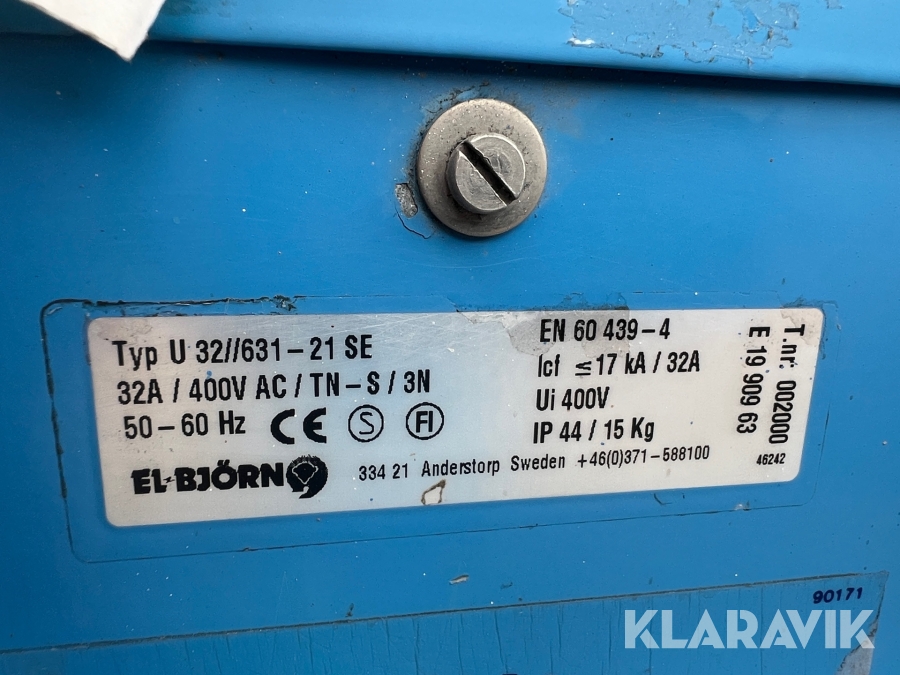 Typ U 32//631-21 SE
32A / 400V AC / TN-S / 3N
50-60 Hz CE S FI
EL-BJÖRN
EN 60 439-4
Icf ≤17 kA / 32A
Ui 400V
IP 44 / 15 Kg
334 21 Anderstorp Sweden +46(0)371-588100
T.nr: 002000
E 19 909 63
46242
90171
KLARAVIK